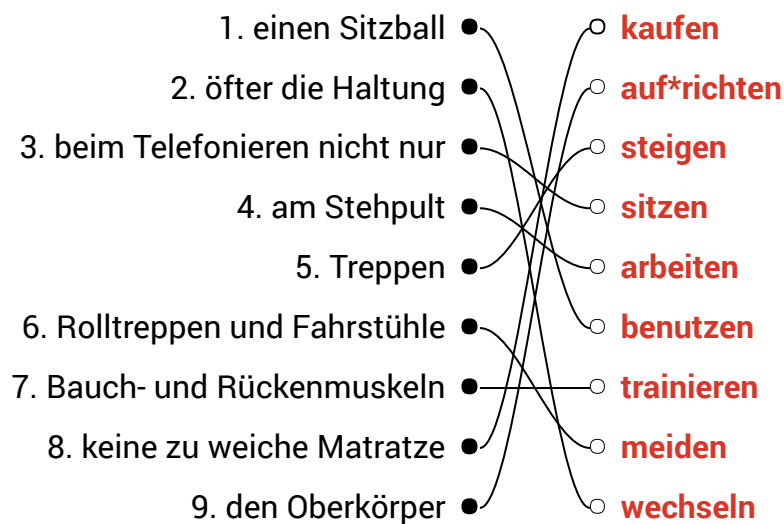 1. einen Sitzball kaufen
2. öfter die Haltung auf*richten
3. beim Telefonieren nicht nur steigen
4. am Stehpult sitzen
5. Treppen arbeiten
6. Rolltreppen und Fahrstühle benutzen
7. Bauch- und Rückenmuskeln trainieren
8. keine zu weiche Matratze meiden
9. den Oberkörper wechseln